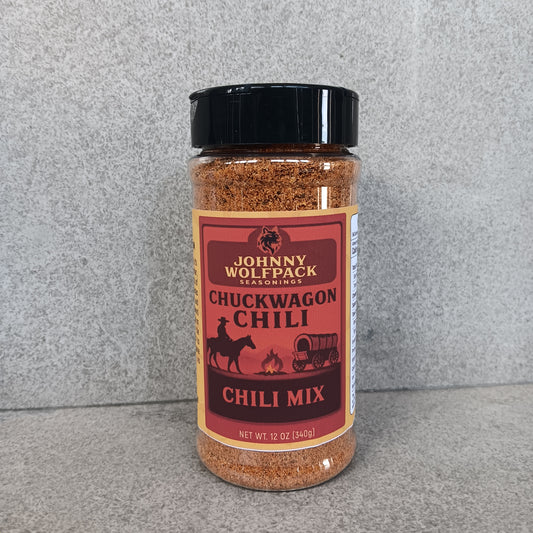 JOHNNY
WOLFPACK
SEASONINGS
CHUCKWAGON
CHILI
CHILI MIX
NET WT. 12 OZ (340g)